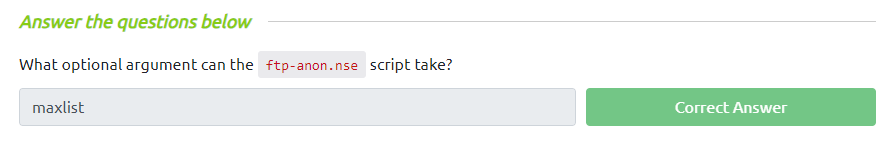 Answer the questions below
What optional argument can the ftp-anon.nse script take?
maxlist
Correct Answer